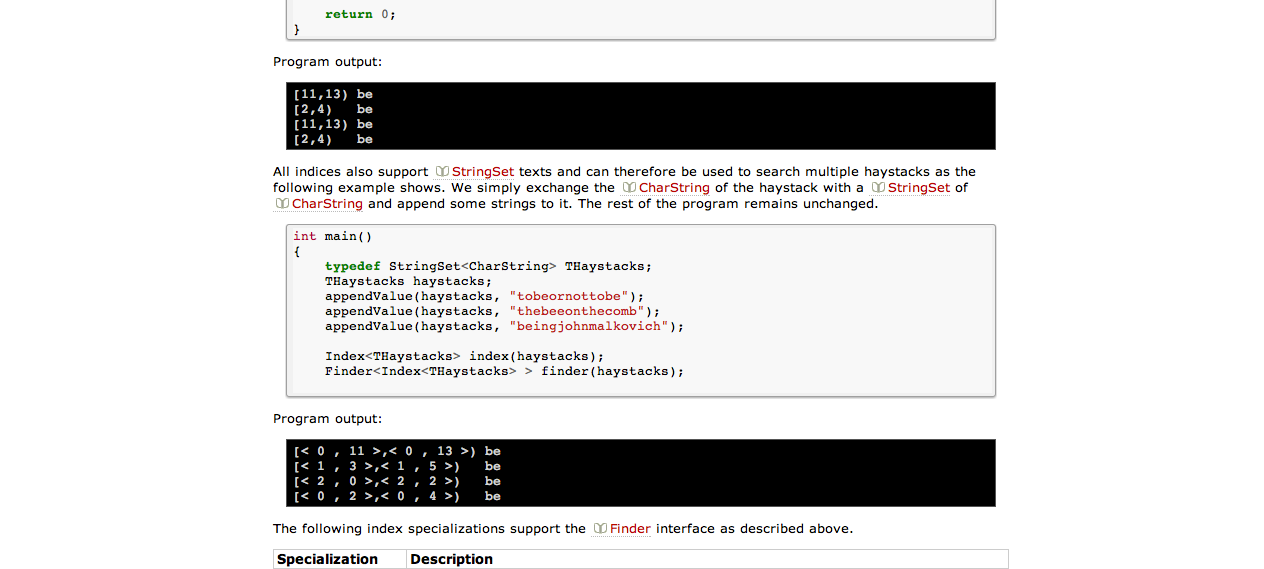 return 0;
}
Program output:
[11,13) be
[2,4)   be
[11,13) be
[2,4)   be
All indices also support StringSet texts and can therefore be used to search multiple haystacks as the
following example shows. We simply exchange the CharString of the haystack with a StringSet of
CharString and append some strings to it. The rest of the program remains unchanged.
int main()
{
    typedef StringSet<CharString> THaystacks;
    THaystacks haystacks;
    appendValue(haystacks, "tobeornottobe");
    appendValue(haystacks, "thebeeonthecomb");
    appendValue(haystacks, "beingjohnmalkovich");
    Index<THaystacks> index(haystacks);
    Finder<Index<THaystacks> > finder(haystacks);
Program output:
[< 0 , 11 >,< 0 , 13 >) be
[< 1 , 3 >,< 1 , 5 >)   be
[< 2 , 0 >,< 2 , 2 >)   be
[< 0 , 2 >,< 0 , 4 >)   be
The following index specializations support the Finder interface as described above.
Specialization Description